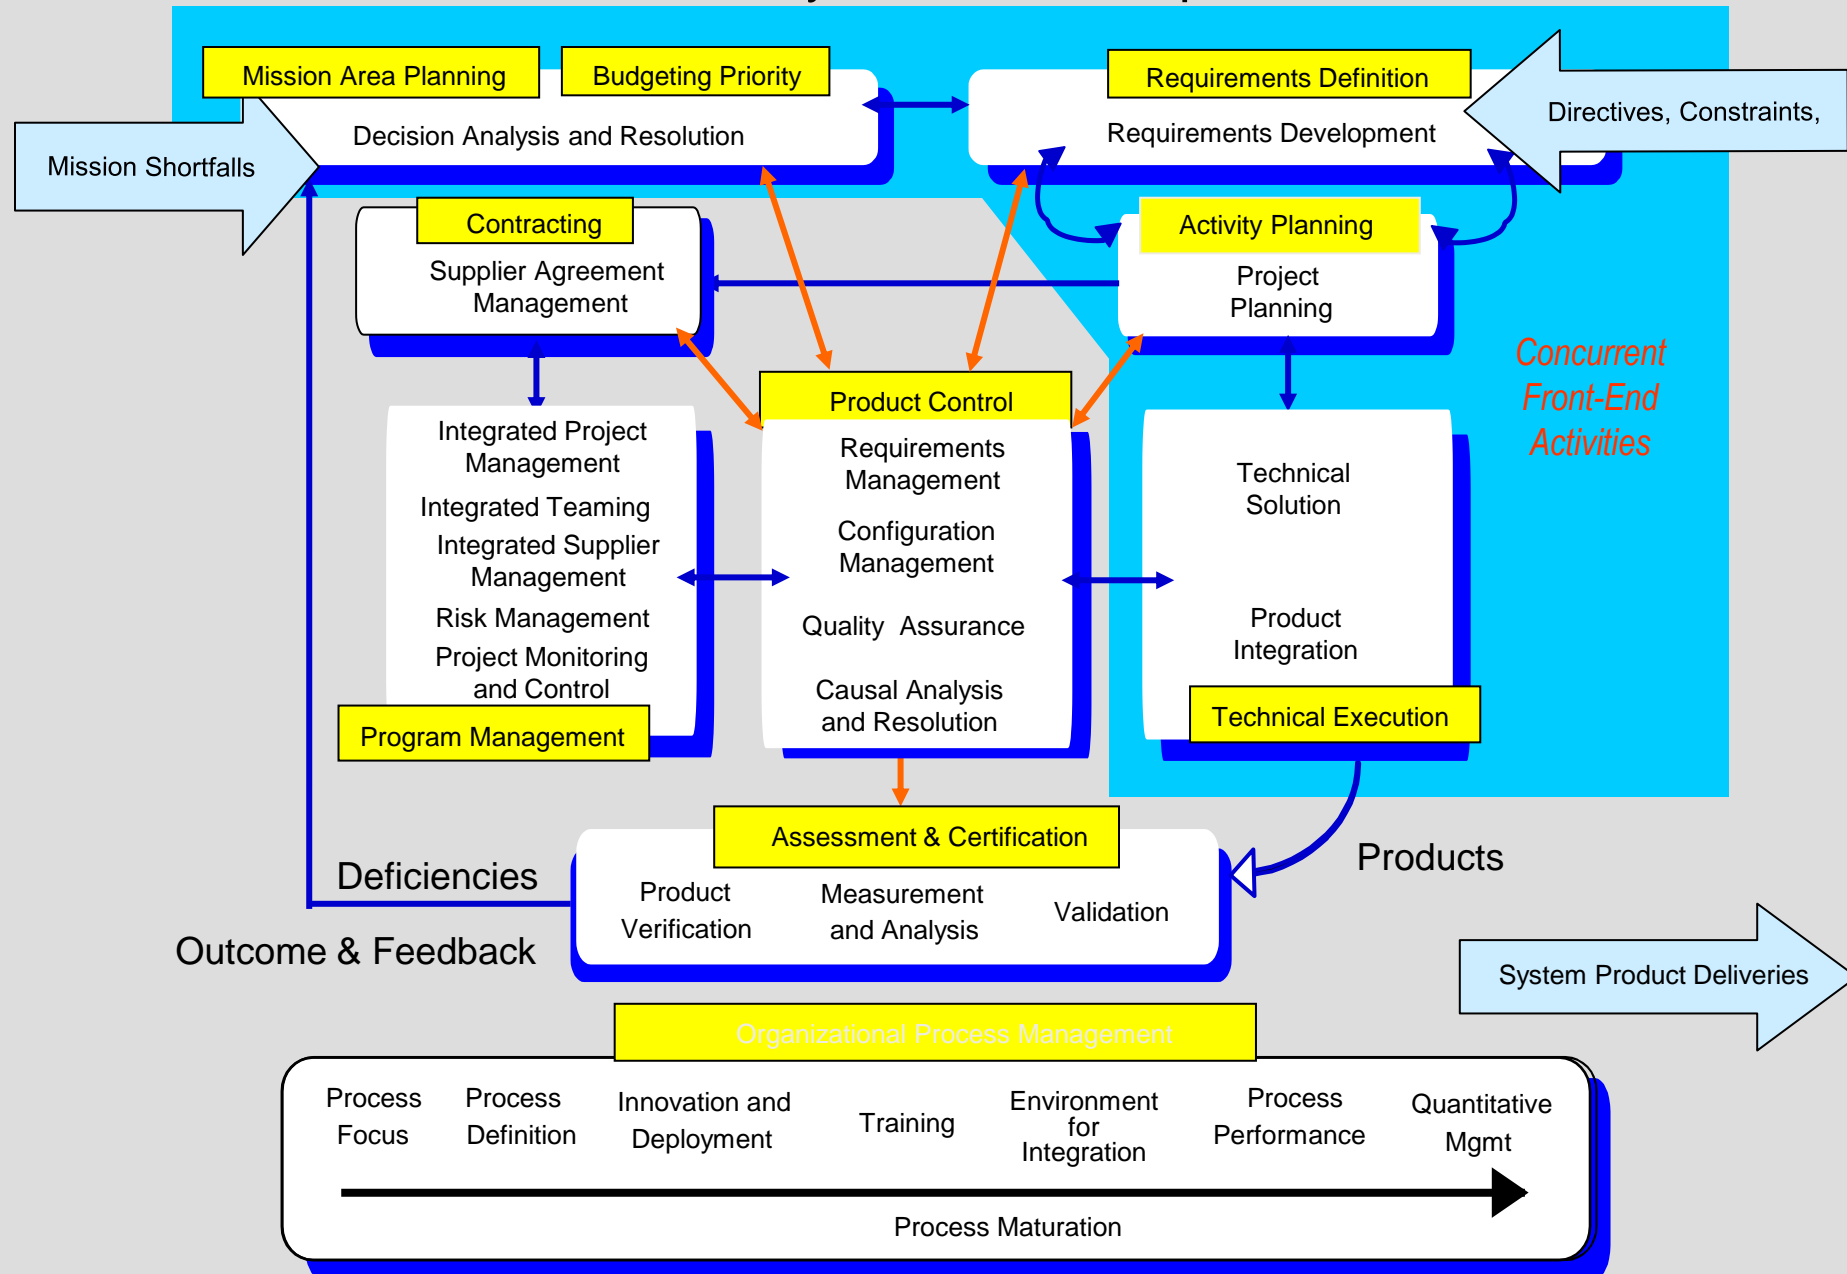 Mission Area Planning
Budgeting Priority
Requirements Definition
Decision Analysis and Resolution
Requirements Development
Directives, Constraints,
Mission Shortfalls
Contracting
Supplier Agreement
Management
Activity Planning
Project
Planning
Concurrent
Front-End
Activities
Product Control
Integrated Project
Management
Integrated Teaming
Integrated Supplier
Management
Risk Management
Project Monitoring
and Control
Program Management
Requirements
Management
Configuration
Management
Quality Assurance
Causal Analysis
and Resolution
Technical
Solution
Product
Integration
Technical Execution
Assessment & Certification
Product
Verification
Measurement
and Analysis
Validation
Deficiencies
Outcome & Feedback
Products
System Product Deliveries
Organizational Process Management
Process
Focus
Process
Definition
Innovation and
Deployment
Training
Environment
for
Integration
Process
Performance
Quantitative
Mgmt
Process Maturation